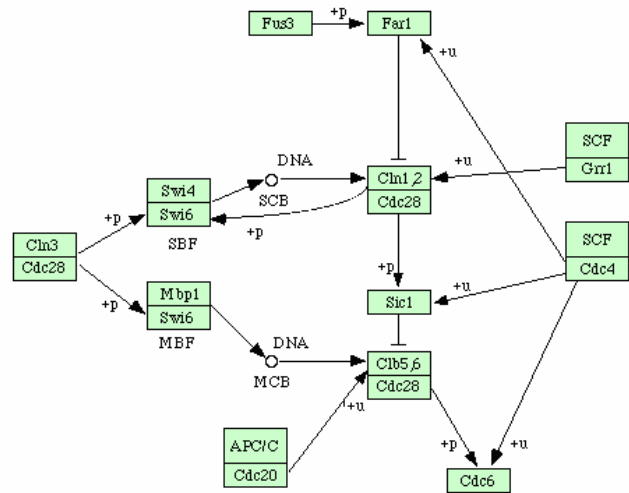 Fus3
+p
Far1
+u
DNA
SCF
Grr1
+u
Cln1,2
Cdc28
Swi4
Swi6
SCB
SBF
+p
+p
Cln3
Cdc28
SCF
Cdc4
+p
Sic1
+u
+p
Mbp1
Swi6
MBF
DNA
MCB
Clb5,6
Cdc28
+u
APC/C
Cdc20
+p
+u
Cdc6